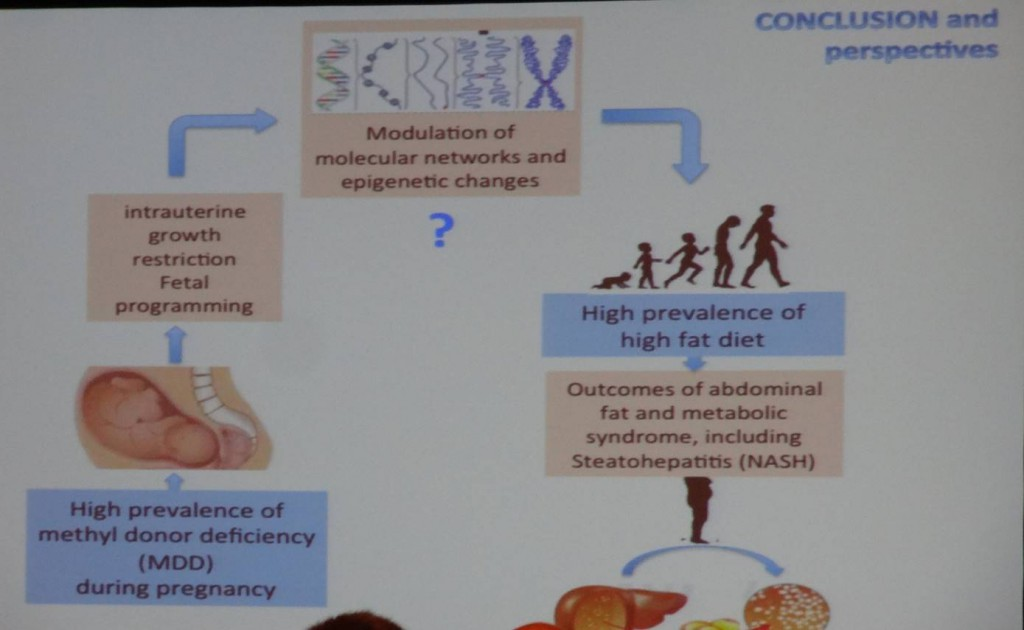 CONCLUSION and
perspectives
Modulation of
molecular networks and
epigenetic changes
?
intrauterine
growth
restriction
Fetal
programming
High prevalence of
methyl donor deficiency
(MDD)
during pregnancy
High prevalence of
high fat diet
Outcomes of abdominal
fat and metabolic
syndrome, including
Steatohepatitis (NASH)